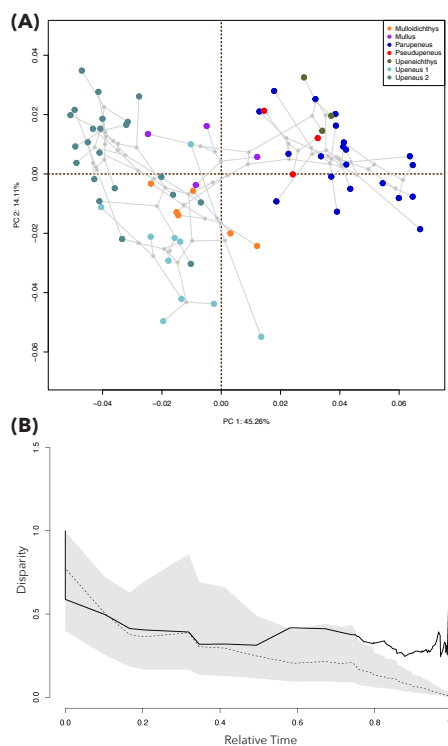 (A)
Mulloidichthys
Mullus
Parupeneus
Pseudupeneus
Upeneichthys
Upeneus 1
Upeneus 2
0.04
0.02
0.00
−0.02
−0.04
−0.06
PC 2: 14.11%
−0.04
−0.02
0.00
0.02
0.04
0.06
PC 1: 45.26%
(B)
1.5
1.0
0.5
0.0
Disparity
0.0
0.2
0.4
0.6
0.8
Relative Time